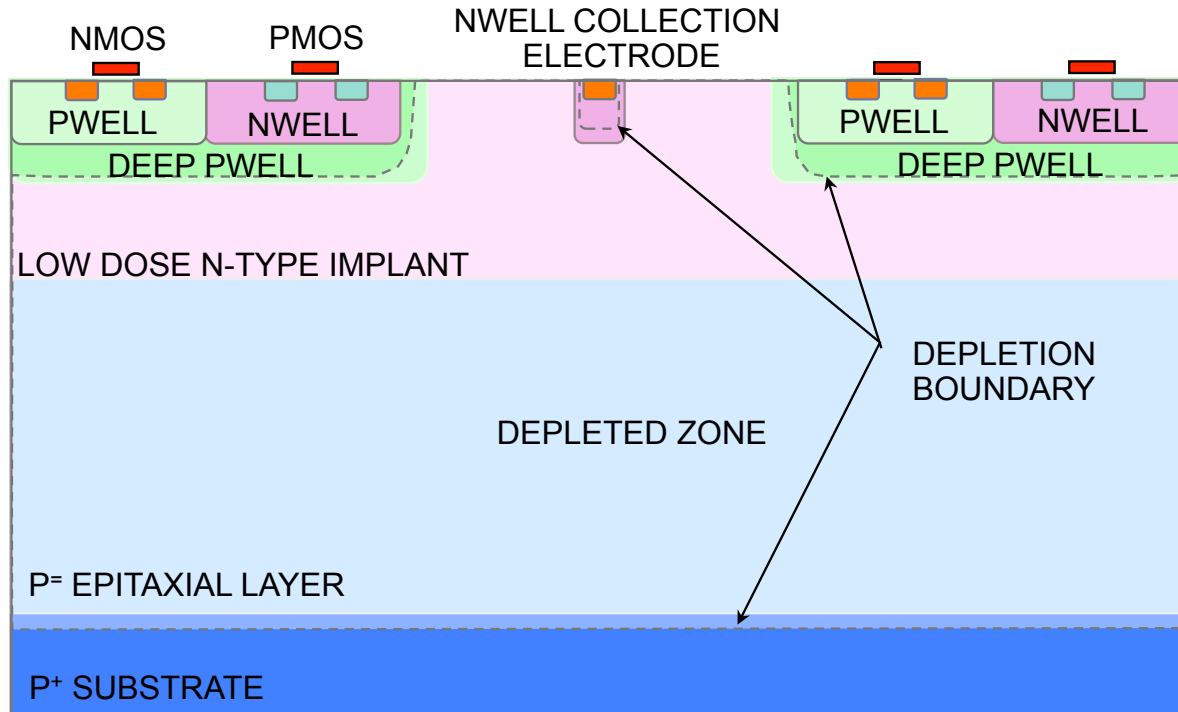 NMOS
PMOS
NWELL COLLECTION
ELECTRODE
PWELL
NWELL
DEEP PWELL
PWELL
NWELL
DEEP PWELL
LOW DOSE N-TYPE IMPLANT
DEPLETION
BOUNDARY
DEPLETED ZONE
P⁼ EPITAXIAL LAYER
P⁺ SUBSTRATE